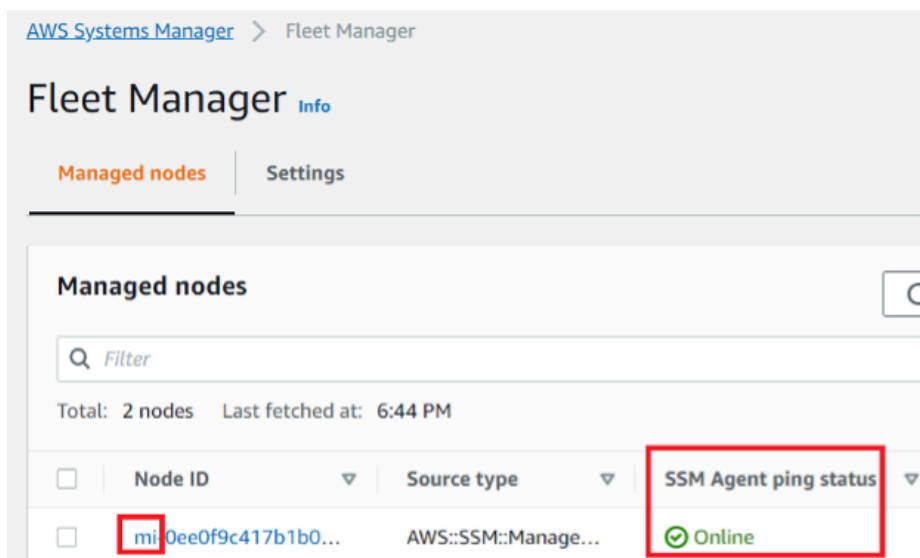 AWS Systems Manager > Fleet Manager
Fleet Manager Info
Managed nodes Settings
Managed nodes
Filter
Total: 2 nodes Last fetched at: 6:44 PM
Node ID Source type SSM Agent ping status
mi-0ee0f9c417b1b0... AWS::SSM::Manage... Online